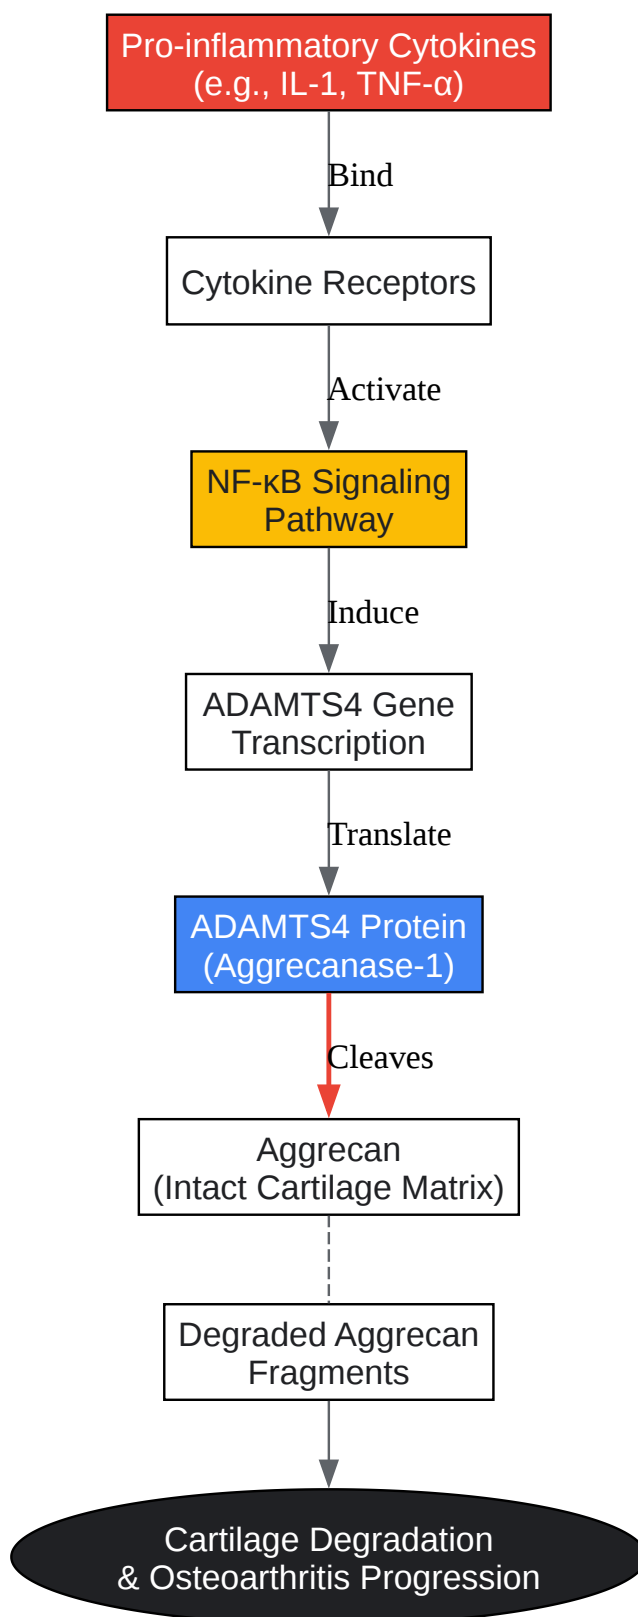 Pro-inflammatory Cytokines
(e.g., IL-1, TNF-α)
Bind
Cytokine Receptors
Activate
NF-κB Signaling
Pathway
Induce
ADAMTS4 Gene
Transcription
Translate
ADAMTS4 Protein
(Aggrecanase-1)
Cleaves
Aggrecan
(Intact Cartilage Matrix)
Degraded Aggrecan
Fragments
Cartilage Degradation
& Osteoarthritis Progression